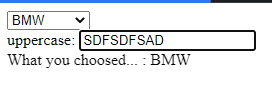 BMW
uppercase: SDFSDFSAD
What you choosed... : BMW